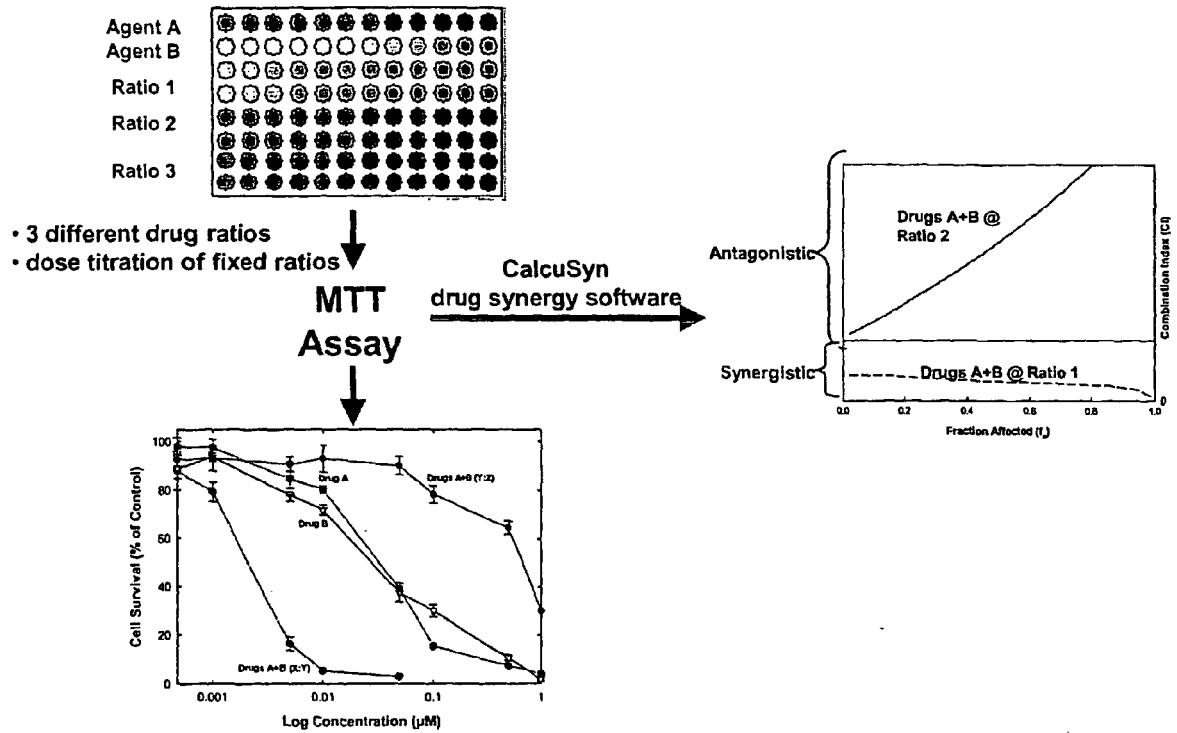 Agent A
Agent B
Ratio 1
Ratio 2
Ratio 3
• 3 different drug ratios
• dose titration of fixed ratios
MTT
Assay
CalcuSyn
drug synergy software
Antagonistic
Synergistic
Drugs A+B @
Ratio 2
Drugs A+B @ Ratio 1
Combination Index (CI)
0
0.0 0.2 0.4 0.6 0.8 1.0
Fraction Affected (fa)
Cell Survival (% of Control)
100
80
60
40
20
0
Drug A
Drug B
Drugs A+B (Y:Z)
Drugs A+B (X:Y)
0.001 0.01 0.1 1
Log Concentration (µM)